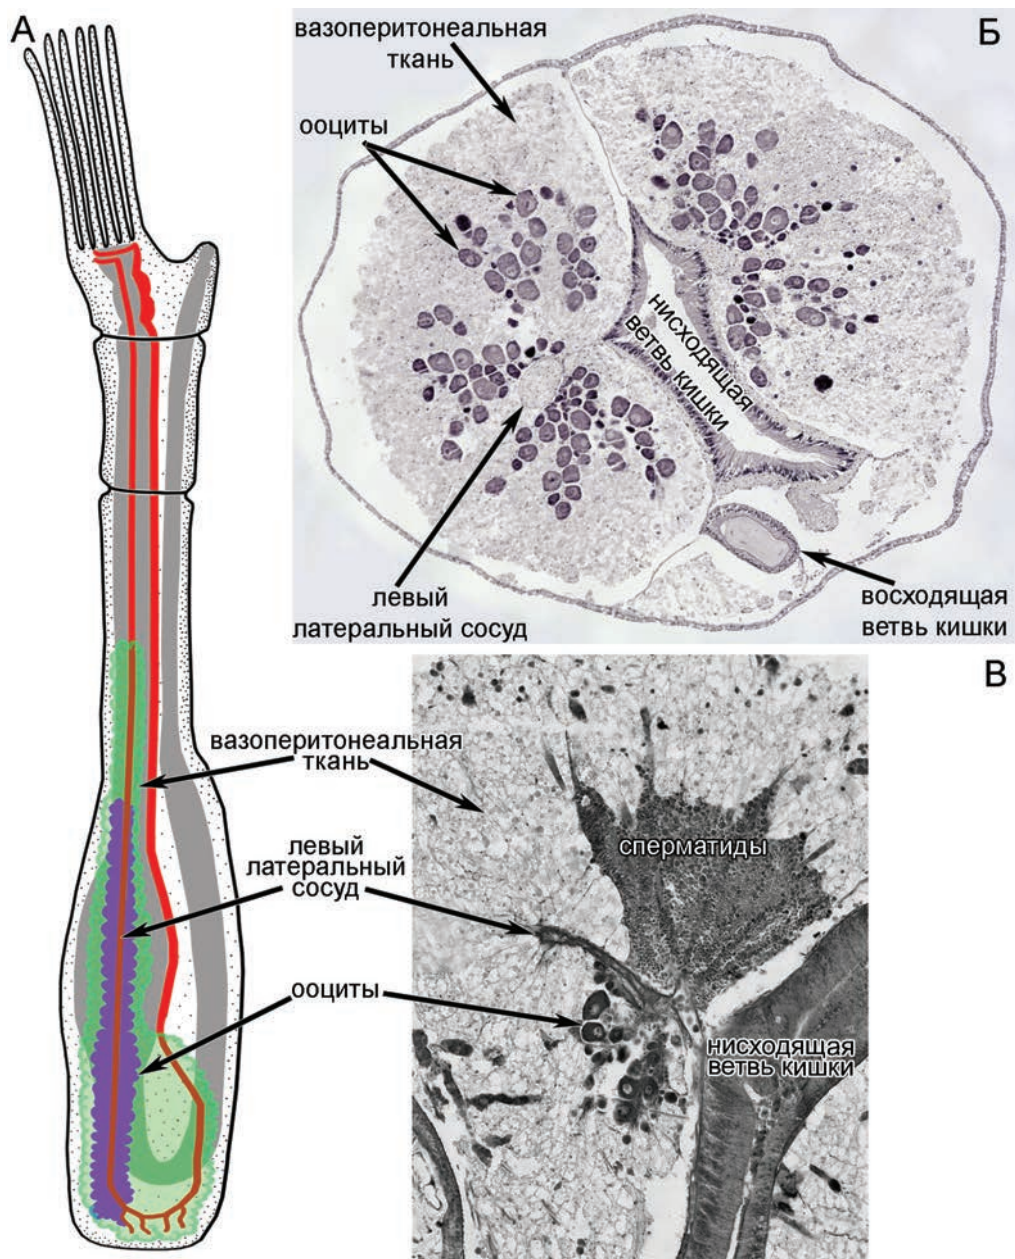 А
Б
вазоперитонеальная
ткань
ооциты
нисходящая
ветвь кишки
левый
латеральный сосуд
восходящая
ветвь кишки
В
вазоперитонеальная
ткань
сперматиды
левый
латеральный
сосуд
ооциты
нисходящая
ветвь кишки